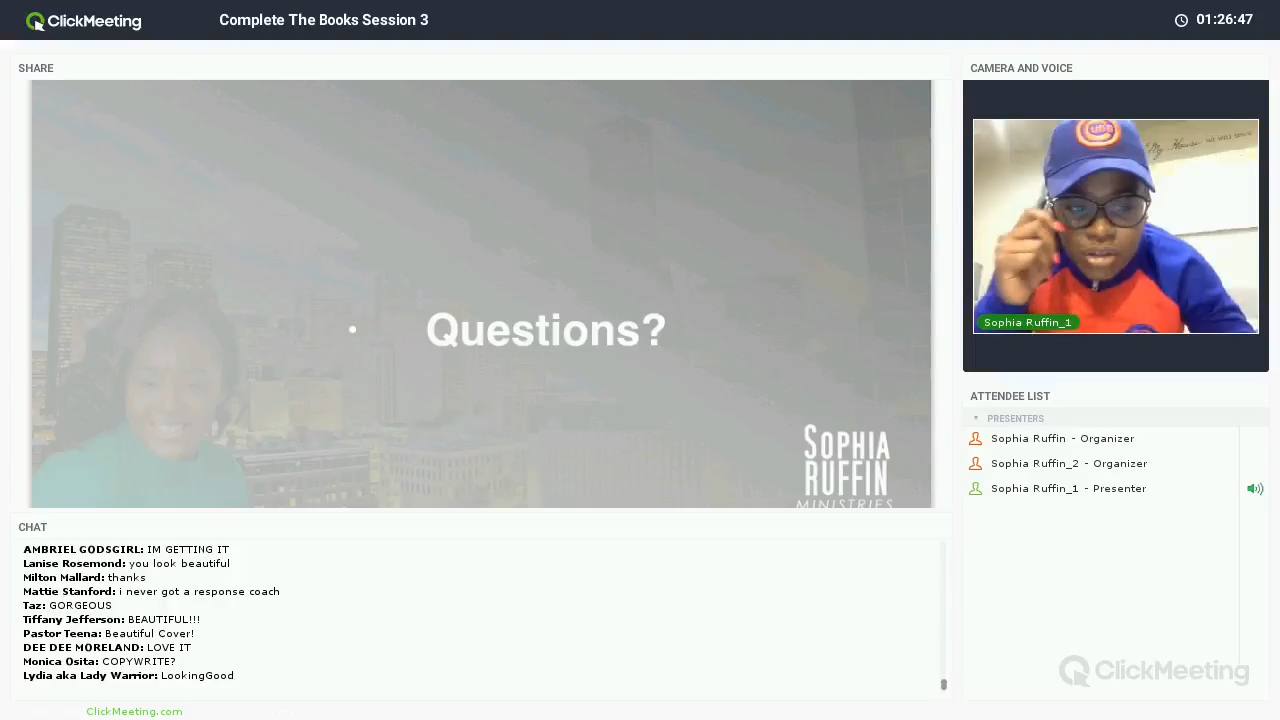 ClickMeeting
Complete The Books Session 3
01:26:47
SHARE
Questions?
SOPHIA
RUFFIN
MINISTRIES
CAMERA AND VOICE
CUBS
My House
Sophia Ruffin_1
ATTENDEE LIST
PRESENTERS
Sophia Ruffin - Organizer
Sophia Ruffin_2 - Organizer
Sophia Ruffin_1 - Presenter
CHAT
AMBRIEL GODSGIRL: IM GETTING IT
Lanise Rosemond: you look beautiful
Milton Mallard: thanks
Mattie Stanford: i never got a response coach
Taz: GORGEOUS
Tiffany Jefferson: BEAUTIFUL!!!
Pastor Teena: Beautiful Cover!
DEE DEE MORELAND: LOVE IT
Monica Osita: COPYWRITE?
Lydia aka Lady Warrior: LookingGood
ClickMeeting
ClickMeeting.com